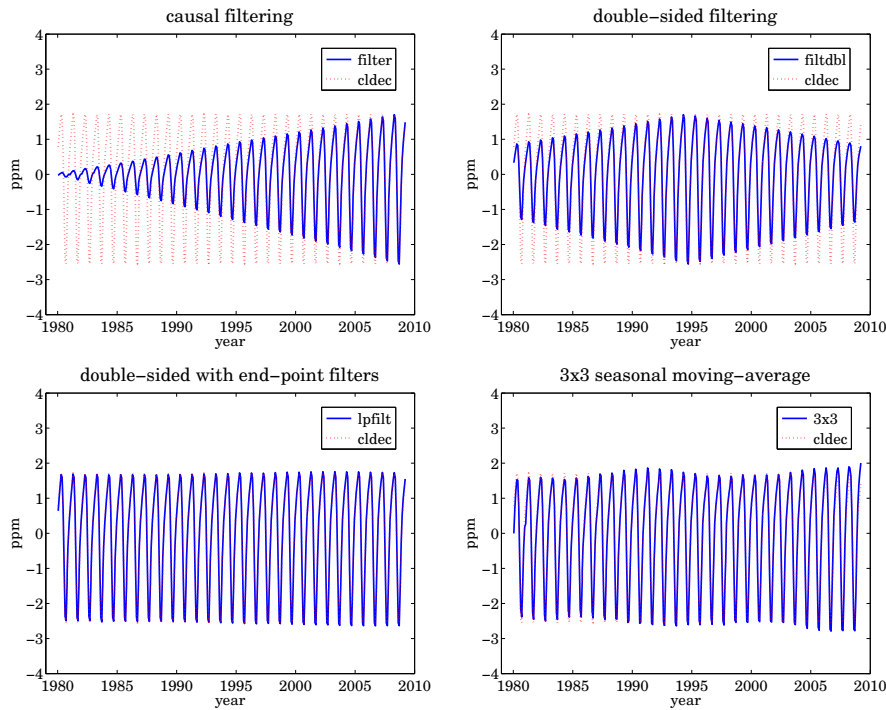 causal filtering
4
3
2
1
0
−1
−2
−3
−4
ppm
filter
cldec
1980 1985 1990 1995 2000 2005 2010
year
double−sided filtering
4
3
2
1
0
−1
−2
−3
−4
ppm
filtdbl
cldec
1980 1985 1990 1995 2000 2005 2010
year
double−sided with end−point filters
4
3
2
1
0
−1
−2
−3
−4
ppm
lpfilt
cldec
1980 1985 1990 1995 2000 2005 2010
year
3x3 seasonal moving−average
4
3
2
1
0
−1
−2
−3
−4
ppm
3x3
cldec
1980 1985 1990 1995 2000 2005 2010
year